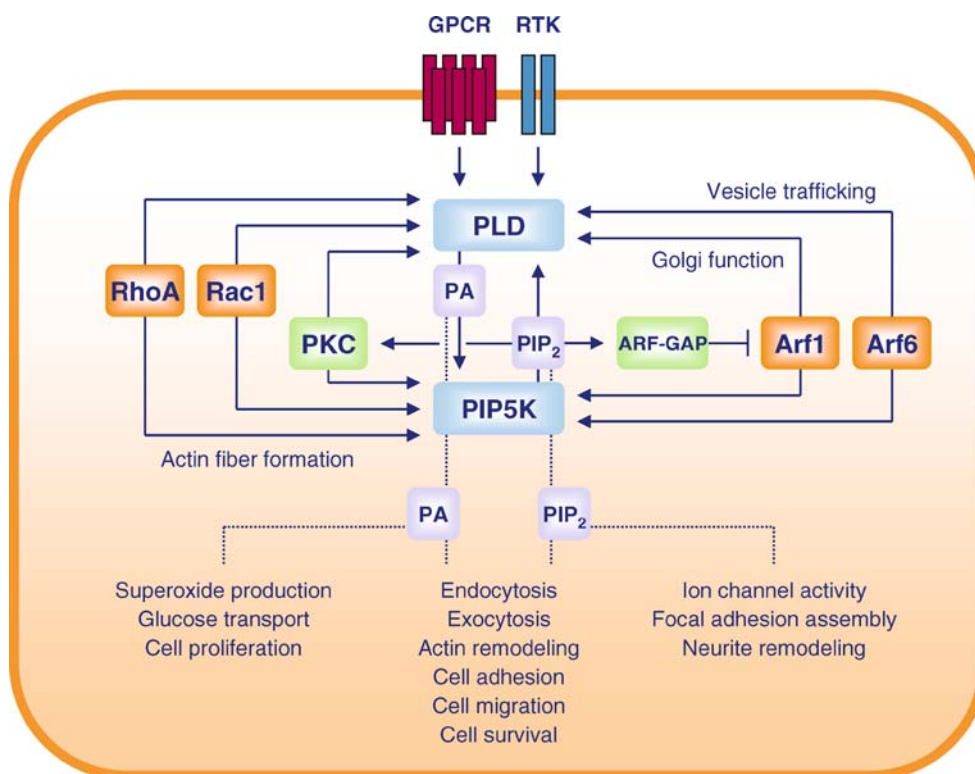 GPCR RTK
Vesicle trafficking
PLD
Golgi function
RhoA Rac1 PA
PKC PIP2 ARF-GAP Arf1 Arf6
PIP5K
Actin fiber formation
PA PIP2
Superoxide production
Glucose transport
Cell proliferation
Endocytosis
Exocytosis
Actin remodeling
Cell adhesion
Cell migration
Cell survival
Ion channel activity
Focal adhesion assembly
Neurite remodeling